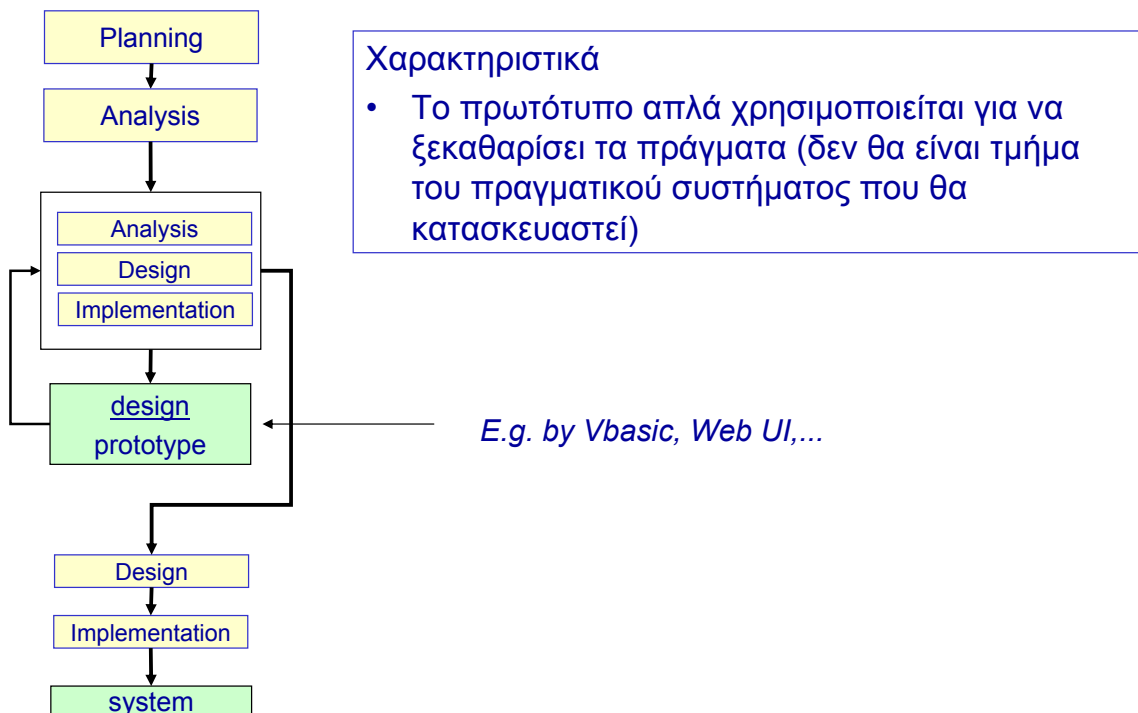 Planning
Analysis
Analysis
Design
Implementation
design
prototype
Design
Implementation
system
Χαρακτηριστικά
• Το πρωτότυπο απλά χρησιμοποιείται για να
ξεκαθαρίσει τα πράγματα (δεν θα είναι τμήμα
του πραγματικού συστήματος που θα
κατασκευαστεί)
E.g. by Vbasic, Web UI,...